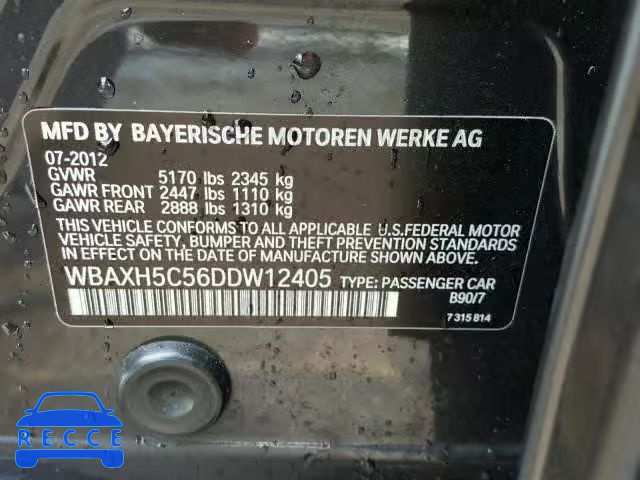 MFD BY BAYERISCHE MOTOREN WERKE AG
07-2012
GVWR 5170 lbs 2345 kg
GAWR FRONT 2447 lbs 1110 kg
GAWR REAR 2888 lbs 1310 kg
THIS VEHICLE CONFORMS TO ALL APPLICABLE U.S.FEDERAL MOTOR
VEHICLE SAFETY, BUMPER AND THEFT PREVENTION STANDARDS
IN EFFECT ON THE DATE OF MANUFACTURE SHOWN ABOVE.
WBAXH5C56DDW12405 TYPE: PASSENGER CAR
B90/7
7 315 814
RECCE